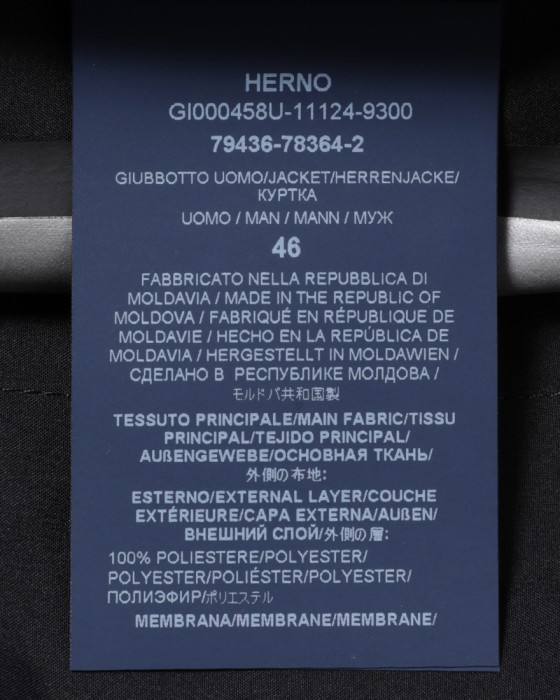 HERNO
GI000458U-11124-9300
79436-78364-2
GIUBBOTTO UOMO/JACKET/HERRENJACKE/
КУРТКА
UOMO / MAN / MANN / МУЖ
46
FABBRICATO NELLA REPUBBLICA DI
MOLDAVIA / MADE IN THE REPUBLIC OF
MOLDOVA / FABRIQUÉ EN RÉPUBLIQUE DE
MOLDAVIE / HECHO EN LA REPÚBLICA DE
MOLDAVIA / HERGESTELLT IN MOLDAWIEN /
СДЕЛАНО В РЕСПУБЛИКЕ МОЛДОВА /
モルドバ共和国製
TESSUTO PRINCIPALE/MAIN FABRIC/TISSU
PRINCIPAL/TEJIDO PRINCIPAL/
AUßENGEWEBE/ОСНОВНАЯ ТКАНЬ/
外側の布地:
ESTERNO/EXTERNAL LAYER/COUCHE
EXTÉRIEURE/CAPA EXTERNA/AUßEN/
ВНЕШНИЙ СЛОЙ/外側の層:
100% POLIESTERE/POLYESTER/
POLYESTER/POLIÉSTER/POLYESTER/
ПОЛИЭФИР/ポリエステル
MEMBRANA/MEMBRANE/MEMBRANE/